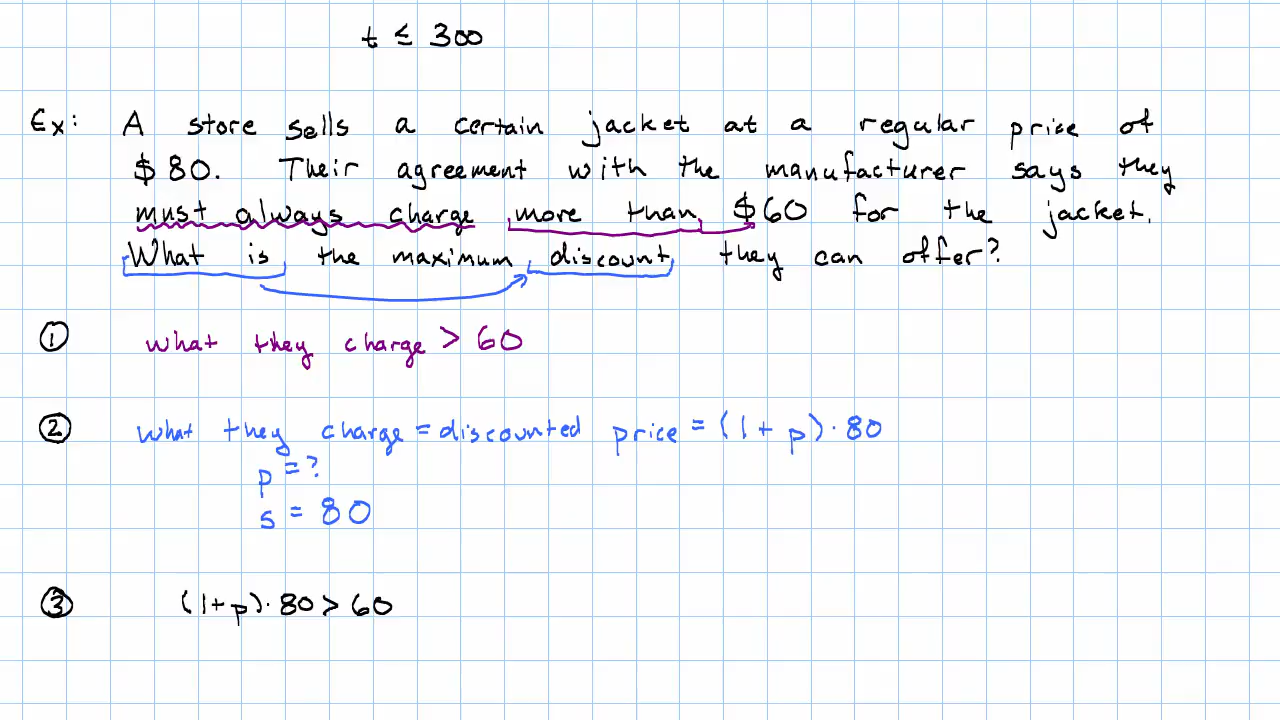 t ≤ 300
Ex: A store sells a certain jacket at a regular price of
$80. Their agreement with the manufacturer says they
must always charge more than $60 for the jacket.
What is the maximum discount they can offer?
① what they charge > 60
② what they charge = discounted price = (1 + p) · 80
p = ?
s = 80
③ (1+p) · 80 > 60